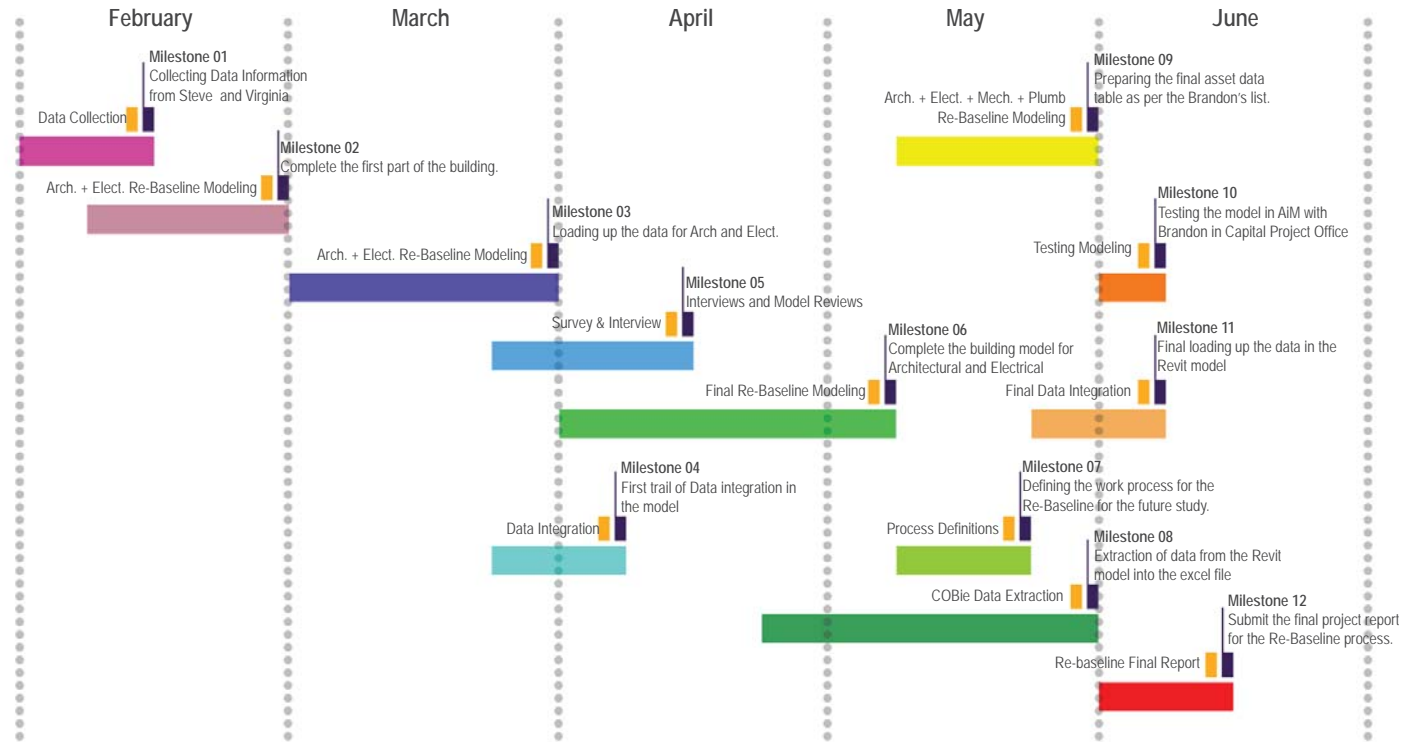 February
March
April
May
June
Milestone 01
Collecting Data Information
from Steve and Virginia
Data Collection
Milestone 02
Complete the first part of the building.
Arch. + Elect. Re-Baseline Modeling
Milestone 03
Loading up the data for Arch and Elect.
Arch. + Elect. Re-Baseline Modeling
Milestone 05
Interviews and Model Reviews
Survey & Interview
Milestone 06
Complete the building model for
Architectural and Electrical
Final Re-Baseline Modeling
Milestone 04
First trail of Data integration in
the model
Data Integration
Milestone 09
Preparing the final asset data
table as per the Brandon's list.
Arch. + Elect. + Mech. + Plumb
Re-Baseline Modeling
Milestone 10
Testing the model in AiM with
Brandon in Capital Project Office
Testing Modeling
Milestone 11
Final loading up the data in the
Revit model
Final Data Integration
Milestone 07
Defining the work process for the
Re-Baseline for the future study.
Process Definitions
Milestone 08
Extraction of data from the Revit
model into the excel file
COBie Data Extraction
Milestone 12
Submit the final project report
for the Re-Baseline process.
Re-baseline Final Report